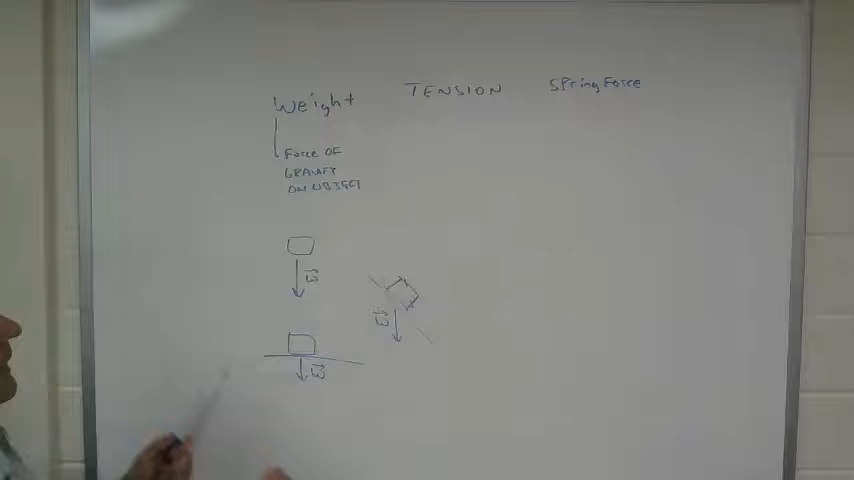 Weight
TENSION
Spring Force
Force OF
GRAVITY
ON OBJECT
w⃗
w⃗
w⃗